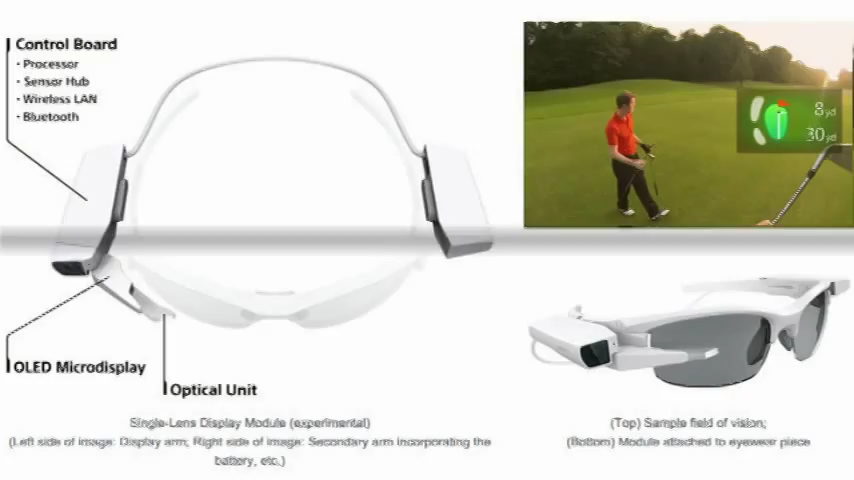 Control Board
· Processor
· Sensor Hub
· Wireless LAN
· Bluetooth
8yd
30yd
OLED Microdisplay
Optical Unit
Single-Lens Display Module (experimental)
(Left side of image: Display arm; Right side of image: Secondary arm incorporating the
battery, etc.)
(Top) Sample field of vision;
(Bottom) Module attached to eyewear piece